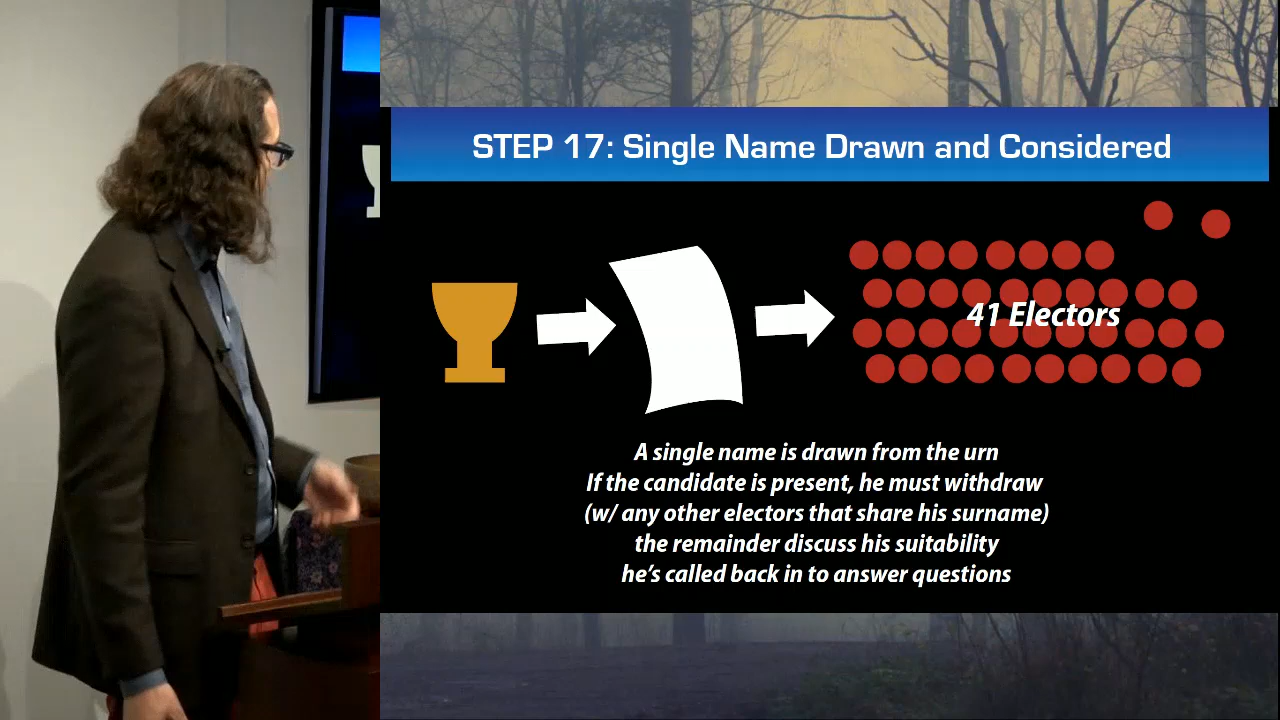 STEP 17: Single Name Drawn and Considered
41 Electors
A single name is drawn from the urn
If the candidate is present, he must withdraw
(w/ any other electors that share his surname)
the remainder discuss his suitability
he's called back in to answer questions